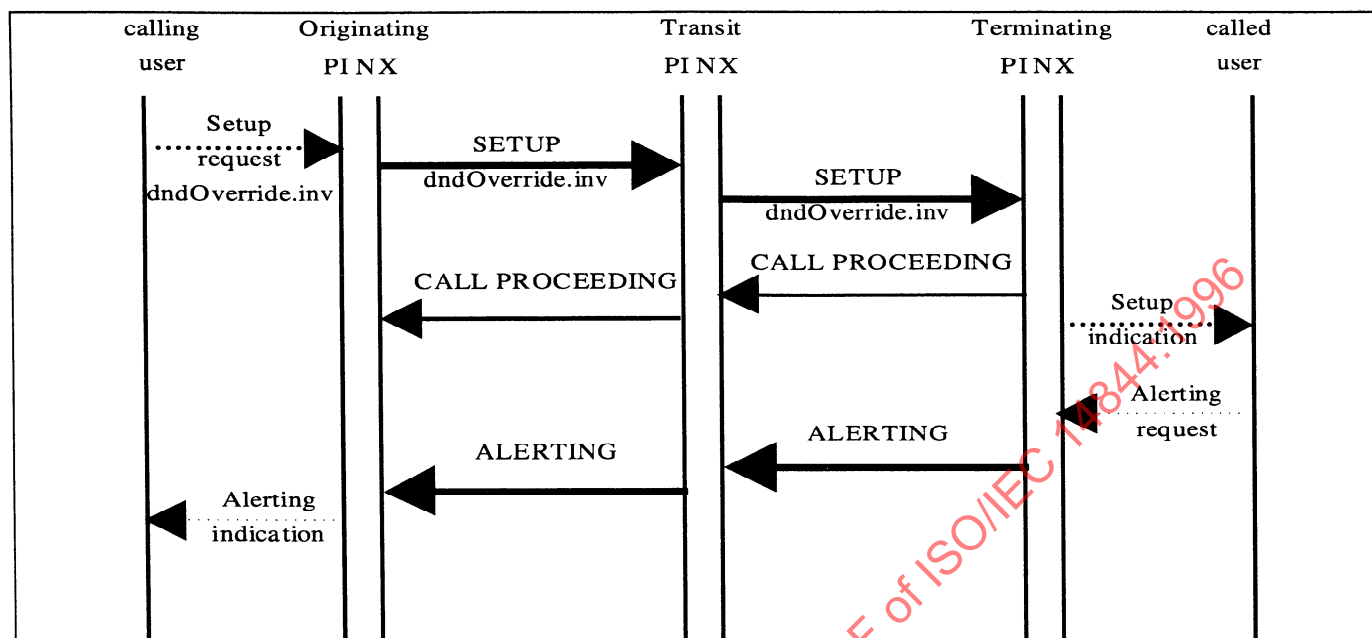 calling Originating Transit Terminating called
user PINX PINX PINX user
Setup
request
dndOverride.inv
SETUP
dndOverride.inv
SETUP
dndOverride.inv
CALL PROCEEDING
CALL PROCEEDING
Setup
indication
Alerting
request
ALERTING
ALERTING
Alerting
indication
F of ISO/IEC 14844:1996